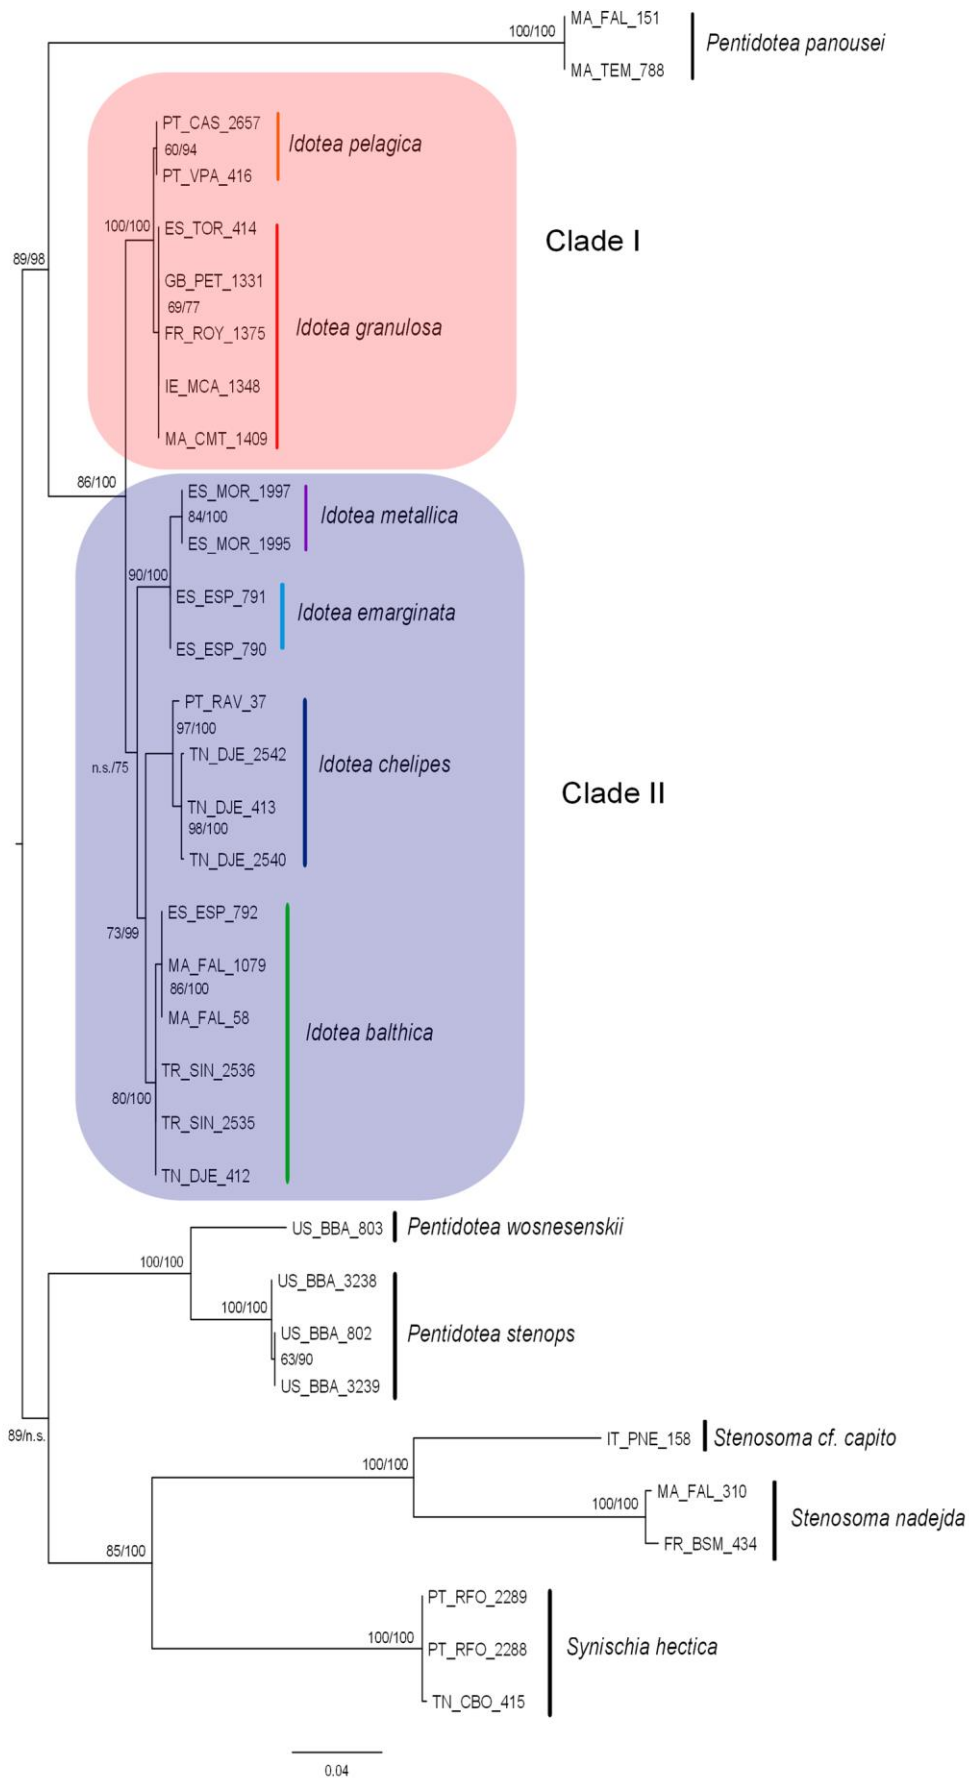 MA_FAL_151
100/100
Pentidotea panousei
MA_TEM_788
PT_CAS_2657
60/94
Idotea pelagica
PT_VPA_416
100/100
ES_TOR_414
Clade I
89/98
GB_PET_1331
69/77
Idotea granulosa
FR_ROY_1375
IE_MCA_1348
MA_CMT_1409
86/100
ES_MOR_1997
84/100
Idotea metallica
ES_MOR_1995
90/100
ES_ESP_791
Idotea emarginata
ES_ESP_790
PT_RAV_37
97/100
TN_DJE_2542
Idotea chelipes
n.s./75
Clade II
TN_DJE_413
98/100
TN_DJE_2540
ES_ESP_792
73/99
MA_FAL_1079
86/100
MA_FAL_58
Idotea balthica
TR_SIN_2536
80/100
TR_SIN_2535
TN_DJE_412
US_BBA_803
Pentidotea wosnesenskii
100/100
US_BBA_3238
100/100
US_BBA_802
Pentidotea stenops
63/90
US_BBA_3239
89/n.s.
IT_PNE_158
Stenosoma cf. capito
100/100
MA_FAL_310
100/100
Stenosoma nadejda
FR_BSM_434
85/100
PT_RFO_2289
100/100
PT_RFO_2288
Synischia hectica
TN_CBO_415
0.04